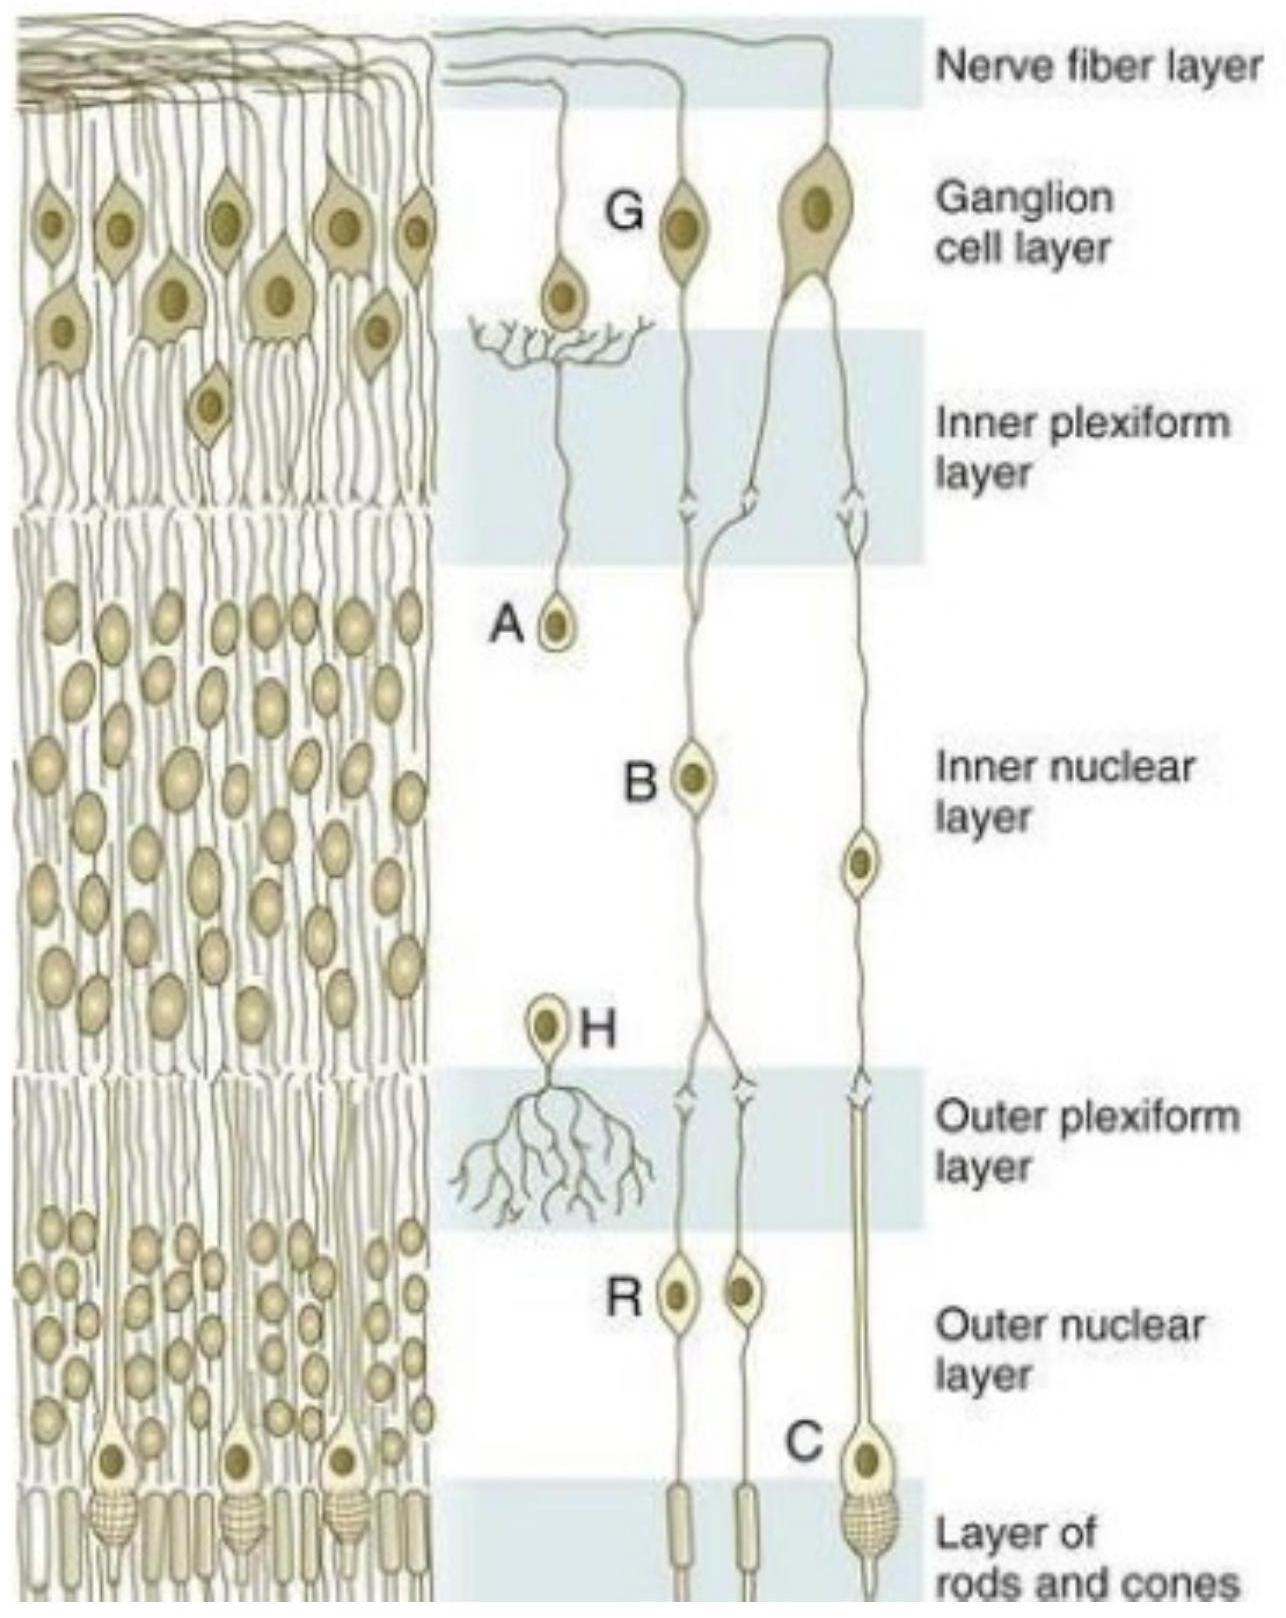 Nerve fiber layer
G
Ganglion
cell layer
Inner plexiform
layer
A
B
Inner nuclear
layer
H
Outer plexiform
layer
R
Outer nuclear
layer
C
Layer of
rods and cones